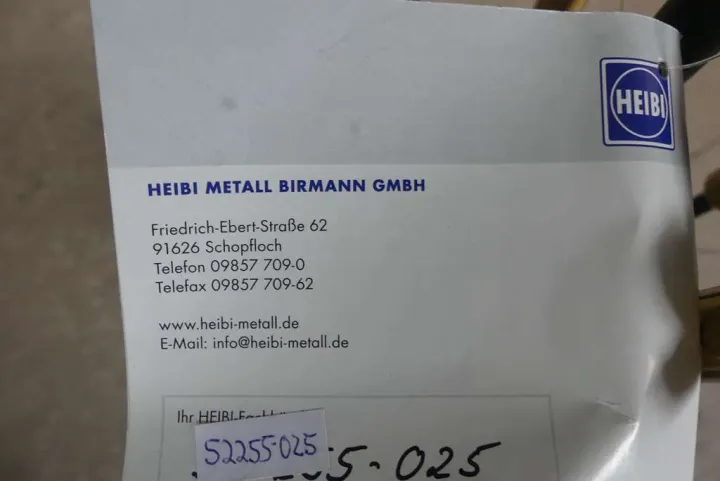 HEIBI
HEIBI METALL BIRMANN GMBH
Friedrich-Ebert-Straße 62
91626 Schopfloch
Telefon 09857 709-0
Telefax 09857 709-62
www.heibi-metall.de
E-Mail: info@heibi-metall.de
Ihr
52255-025
5-025